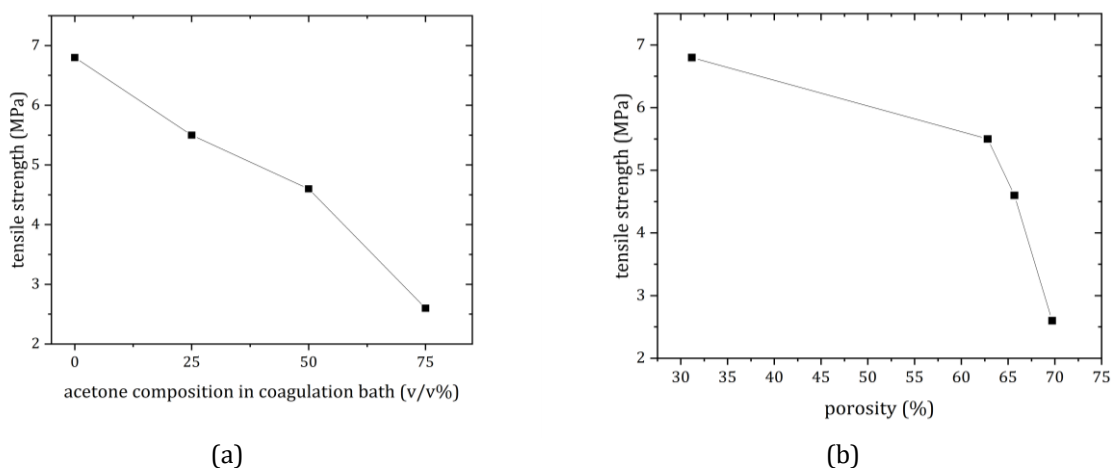 tensile strength (MPa)
7
6
5
4
3
2
0 25 50 75
acetone composition in coagulation bath (v/v%)
(a)
tensile strength (MPa)
7
6
5
4
3
2
30 35 40 45 50 55 60 65 70 75
porosity (%)
(b)